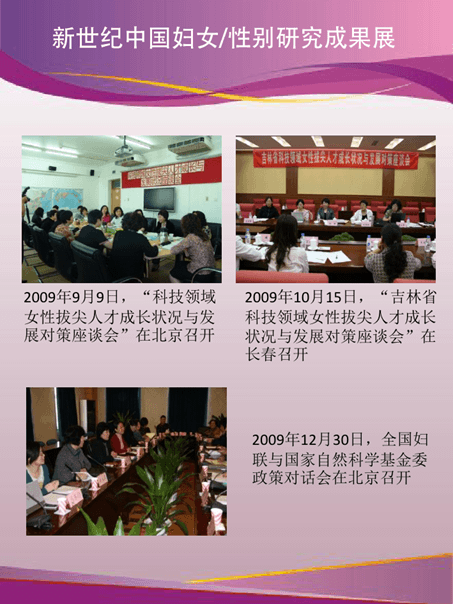 新世纪中国妇女/性别研究成果展
吉林省科技领域女性拔尖人才成长状况与发展对策座谈会
2009年9月9日，“科技领域
女性拔尖人才成长状况与发
展对策座谈会”在北京召开
2009年10月15日，“吉林省
科技领域女性拔尖人才成长
状况与发展对策座谈会”在
长春召开
2009年12月30日，全国妇
联与国家自然科学基金委
政策对话会在北京召开